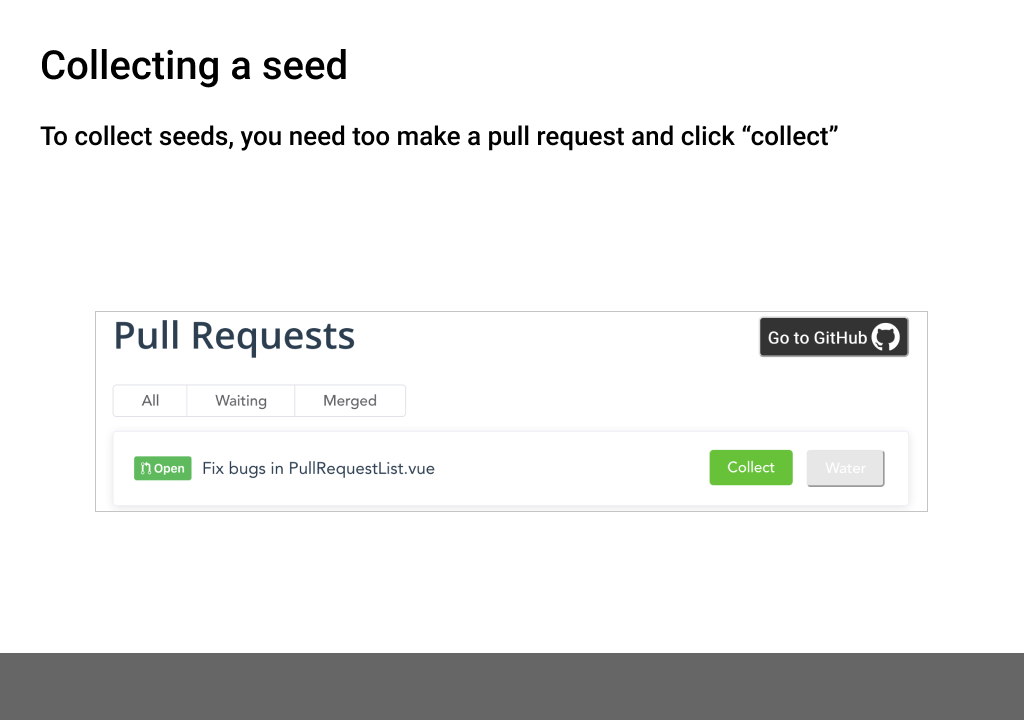 Collecting a seed
To collect seeds, you need too make a pull request and click “collect”
Pull Requests
Go to GitHub
All Waiting Merged
Open Fix bugs in PullRequestList.vue Collect Water